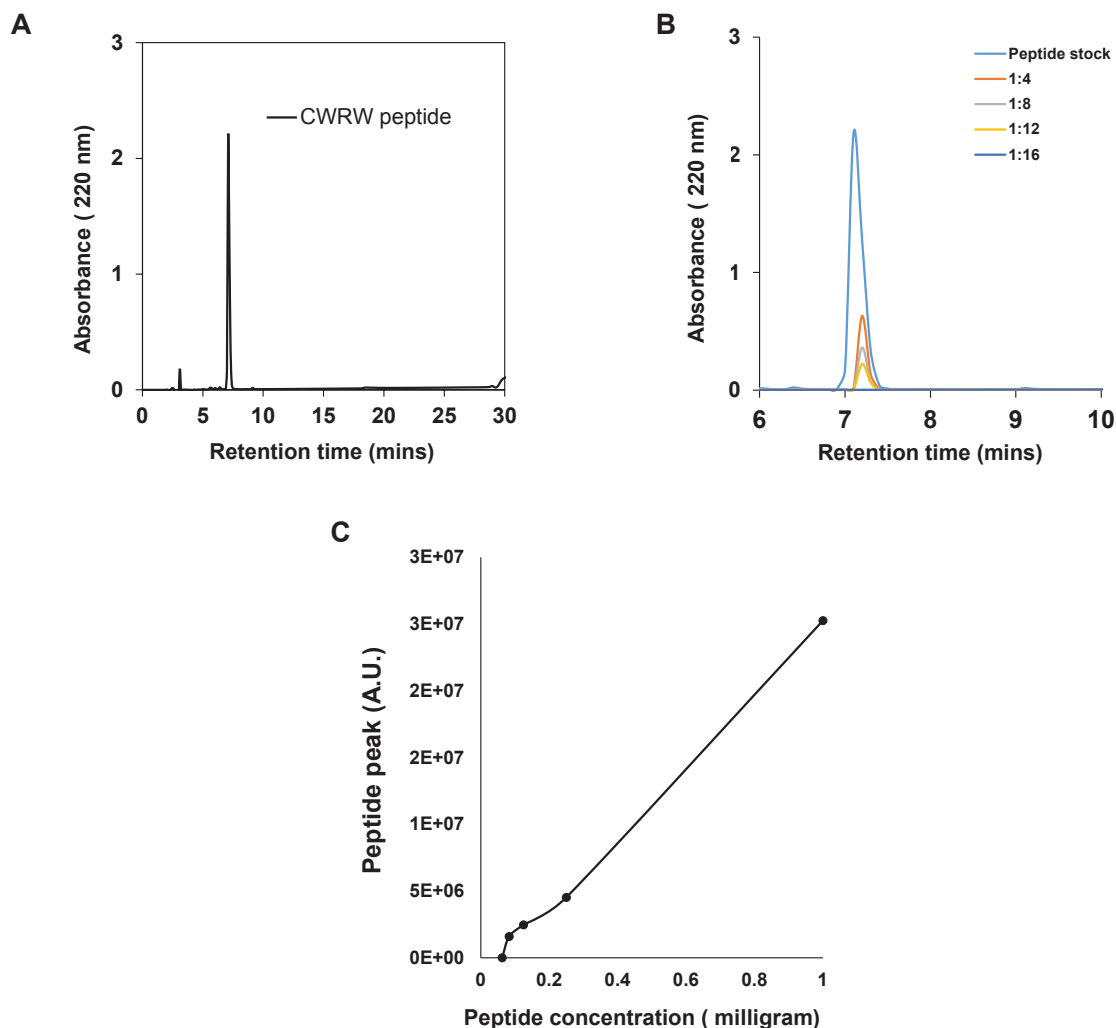 A
3
2
1
0
Absorbance ( 220 nm)
CWRW peptide
0 5 10 15 20 25 30
Retention time (mins)
B
3
2
1
0
Absorbance ( 220 nm)
Peptide stock
1:4
1:8
1:12
1:16
6 7 8 9 10
Retention time (mins)
C
3E+07
3E+07
2E+07
2E+07
1E+07
5E+06
0E+00
Peptide peak (A.U.)
0 0.2 0.4 0.6 0.8 1
Peptide concentration ( milligram)